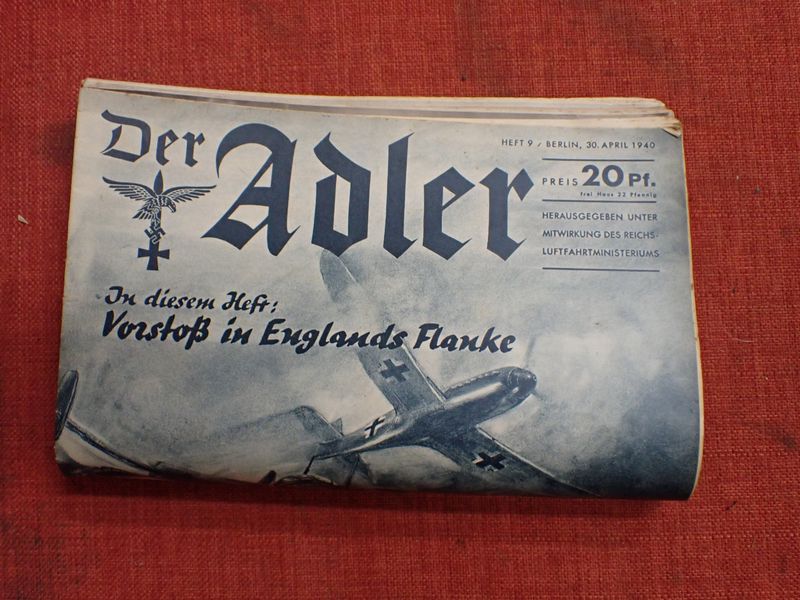 Der Adler
HEFT 9 / BERLIN, 30. APRIL 1940
PREIS 20 Pf.
frei Haus 22 Pfennig
HERAUSGEGEBEN UNTER
MITWIRKUNG DES REICHS-
LUFTFAHRTMINISTERIUMS
In diesem Heft:
Vorstoß in Englands Flanke